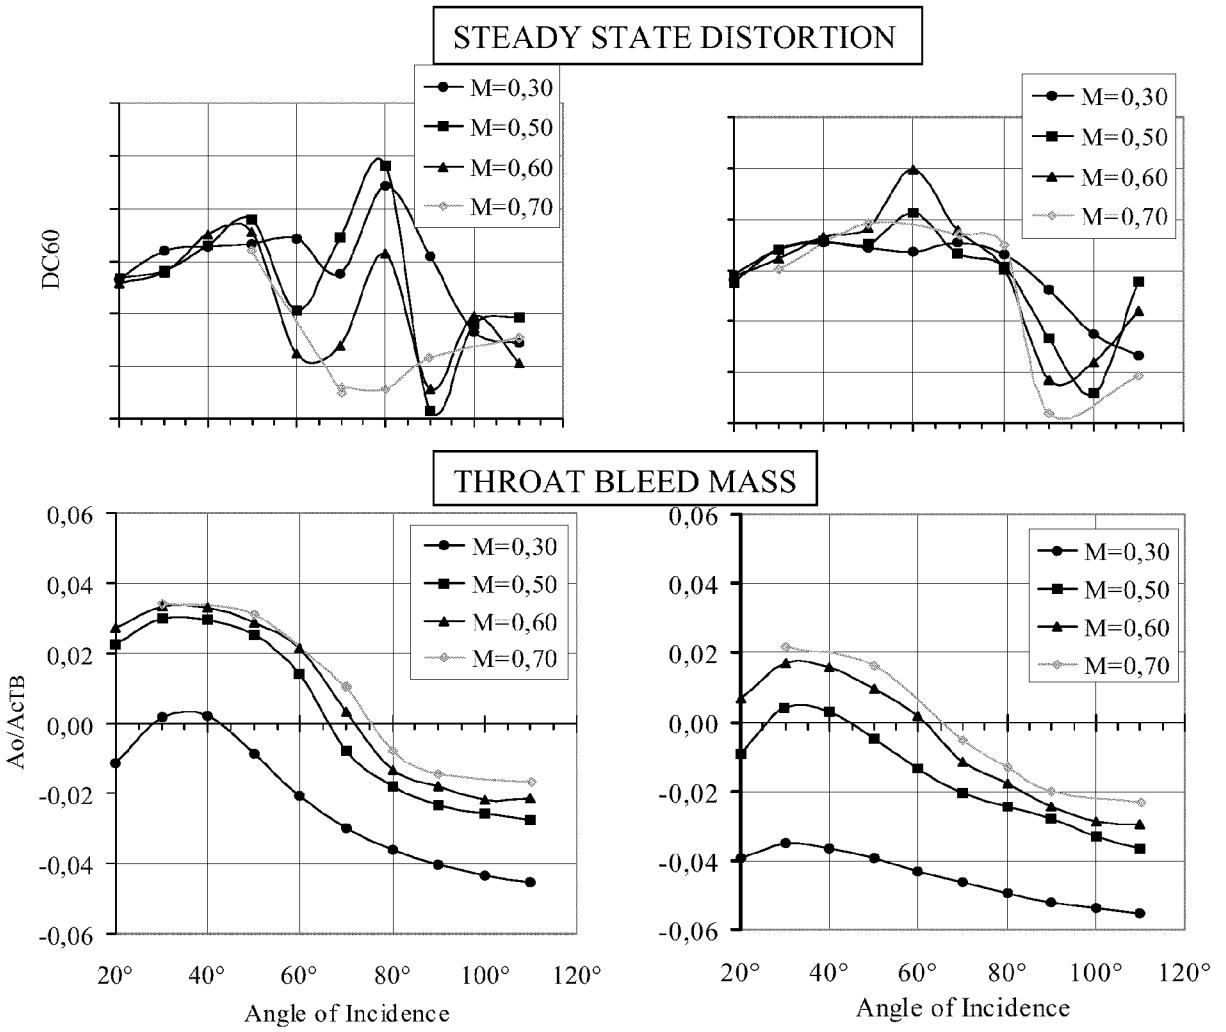 STEADY STATE DISTORTION
M=0,30
M=0,50
M=0,60
M=0,70
DC60
M=0,30
M=0,50
M=0,60
M=0,70
THROAT BLEED MASS
0,06
0,04
0,02
0,00
-0,02
-0,04
-0,06
Ao/AcTB
M=0,30
M=0,50
M=0,60
M=0,70
20° 40° 60° 80° 100° 120°
Angle of Incidence
0,06
0,04
0,02
0,00
-0,02
-0,04
-0,06
M=0,30
M=0,50
M=0,60
M=0,70
20° 40° 60° 80° 100° 120°
Angle of Incidence